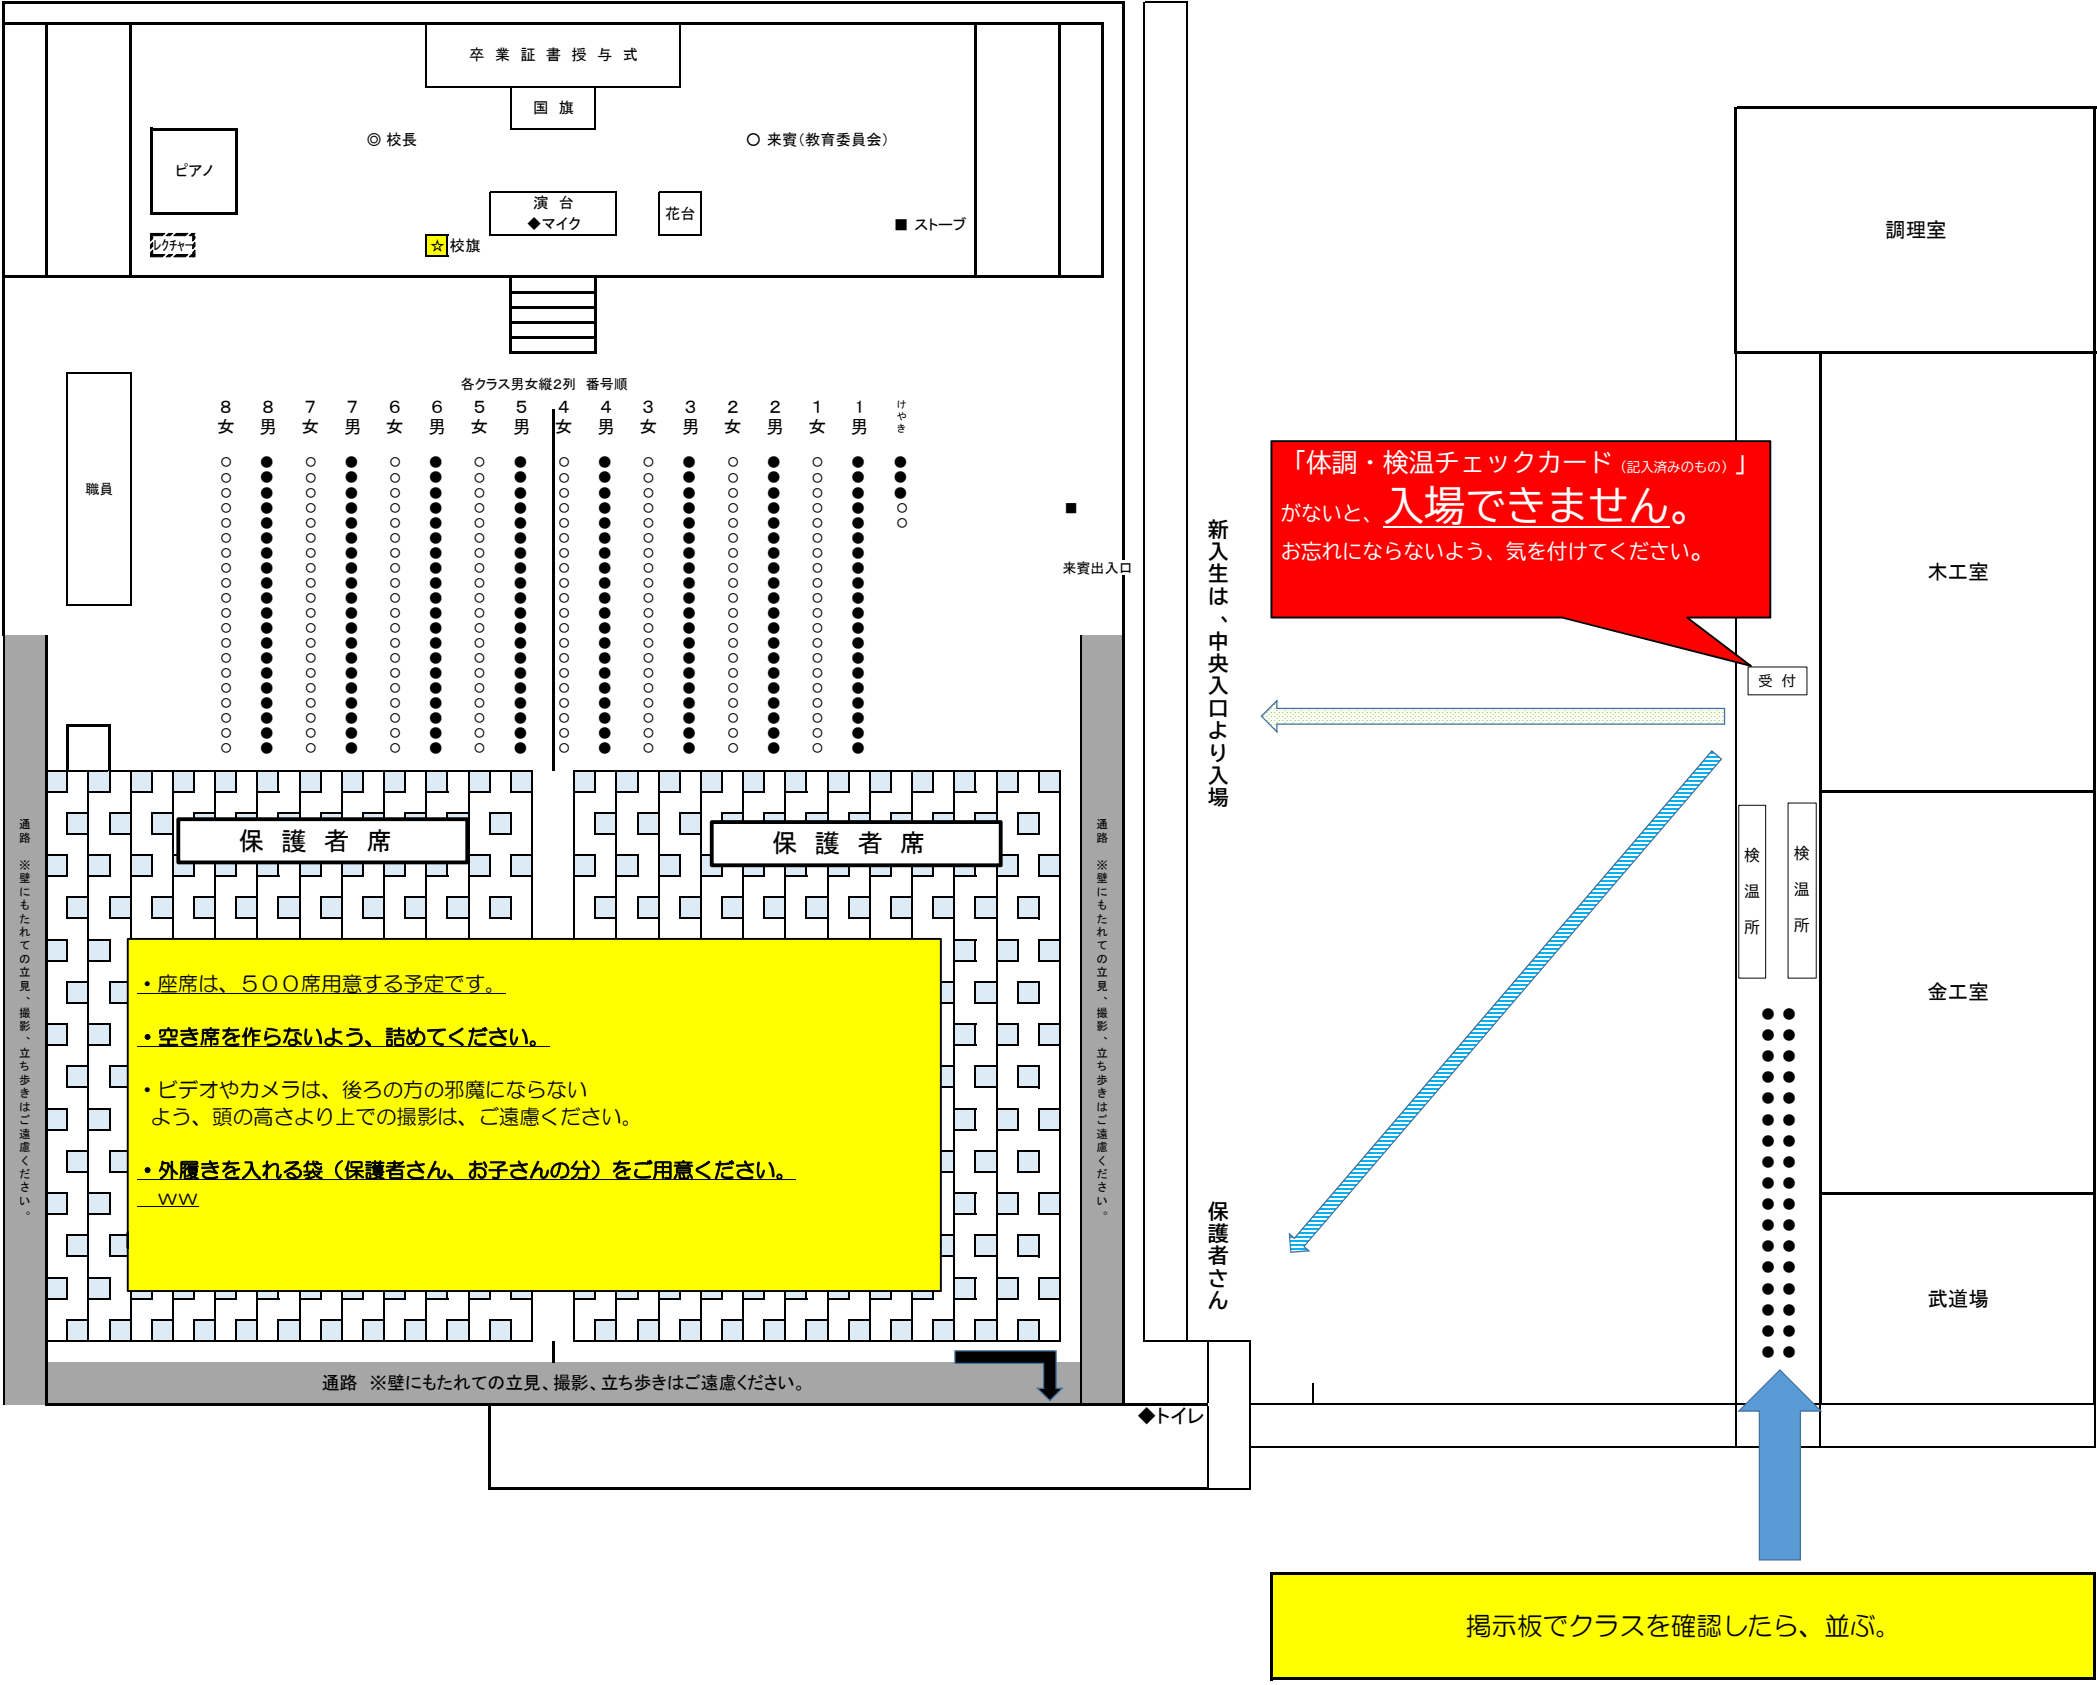 卒 業 証 書 授 与 式
国 旗
◎ 校長
○ 来賓（教育委員会）
ピアノ
演 台
◆マイク
花台
■ ストーブ
レクチャー
☆ 校旗
調理室
各クラス男女縦２列 番号順
8女 8男 7女 7男 6女 6男 5女 5男 4女 4男 3女 3男 2女 2男 1女 1男 けやき
職員
■
来賓出入口
新入生は、中央入口より入場
「体調・検温チェックカード（記入済みのもの）」
がないと、入場できません。
お忘れにならないよう、気を付けてください。
木工室
受 付
保 護 者 席
保 護 者 席
通路 ※壁にもたれての立見、撮影、立ち歩きはご遠慮ください。
通路 ※壁にもたれての立見、撮影、立ち歩きはご遠慮ください。
検 温 所
検 温 所
金工室
・座席は、５００席用意する予定です。
・空き席を作らないよう、詰めてください。
・ビデオやカメラは、後ろの方の邪魔にならない
よう、頭の高さより上での撮影は、ご遠慮ください。
・外履きを入れる袋（保護者さん、お子さんの分）をご用意ください。
ww
保護者さん
武道場
通路 ※壁にもたれての立見、撮影、立ち歩きはご遠慮ください。
◆トイレ
掲示板でクラスを確認したら、並ぶ。